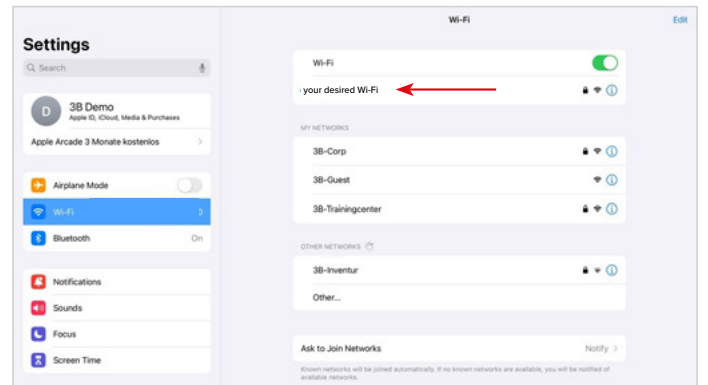 Wi-Fi
Edit
Settings
Search
D
3B Demo
Apple ID, iCloud, Media & Purchases
Apple Arcade 3 Monate kostenlos
Airplane Mode
Wi-Fi
Bluetooth
On
Notifications
Sounds
Focus
Screen Time
Wi-Fi
your desired Wi-Fi
MY NETWORKS
3B-Corp
3B-Guest
3B-Trainingcenter
OTHER NETWORKS
3B-Inventur
Other...
Ask to Join Networks
Notify
Known networks will be joined automatically. If no known networks are available, you will be notified of
available networks.